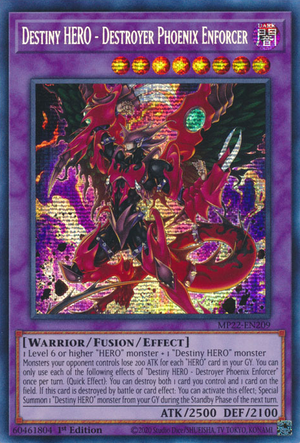 DESTINY HERO - DESTROYER PHOENIX ENFORCER
DARK
MP22-EN209
[WARRIOR/FUSION/EFFECT]
1 Level 6 or higher "HERO" monster + 1 "Destiny HERO" monster
Monsters your opponent controls lose 200 ATK for each "HERO" card in your GY. You can
only use each of the following effects of "Destiny HERO - Destroyer Phoenix Enforcer"
once per turn. (Quick Effect): You can destroy both 1 card you control and 1 card on the
field. If this card is destroyed by battle or card effect: You can activate this effect; Special
Summon 1 "Destiny HERO" monster from your GY during the Standby Phase of the next turn.
ATK/2500 DEF/2100
60461804 1st Edition
©2020 Studio Dice/SHUEISHA, TV TOKYO, KONAMI